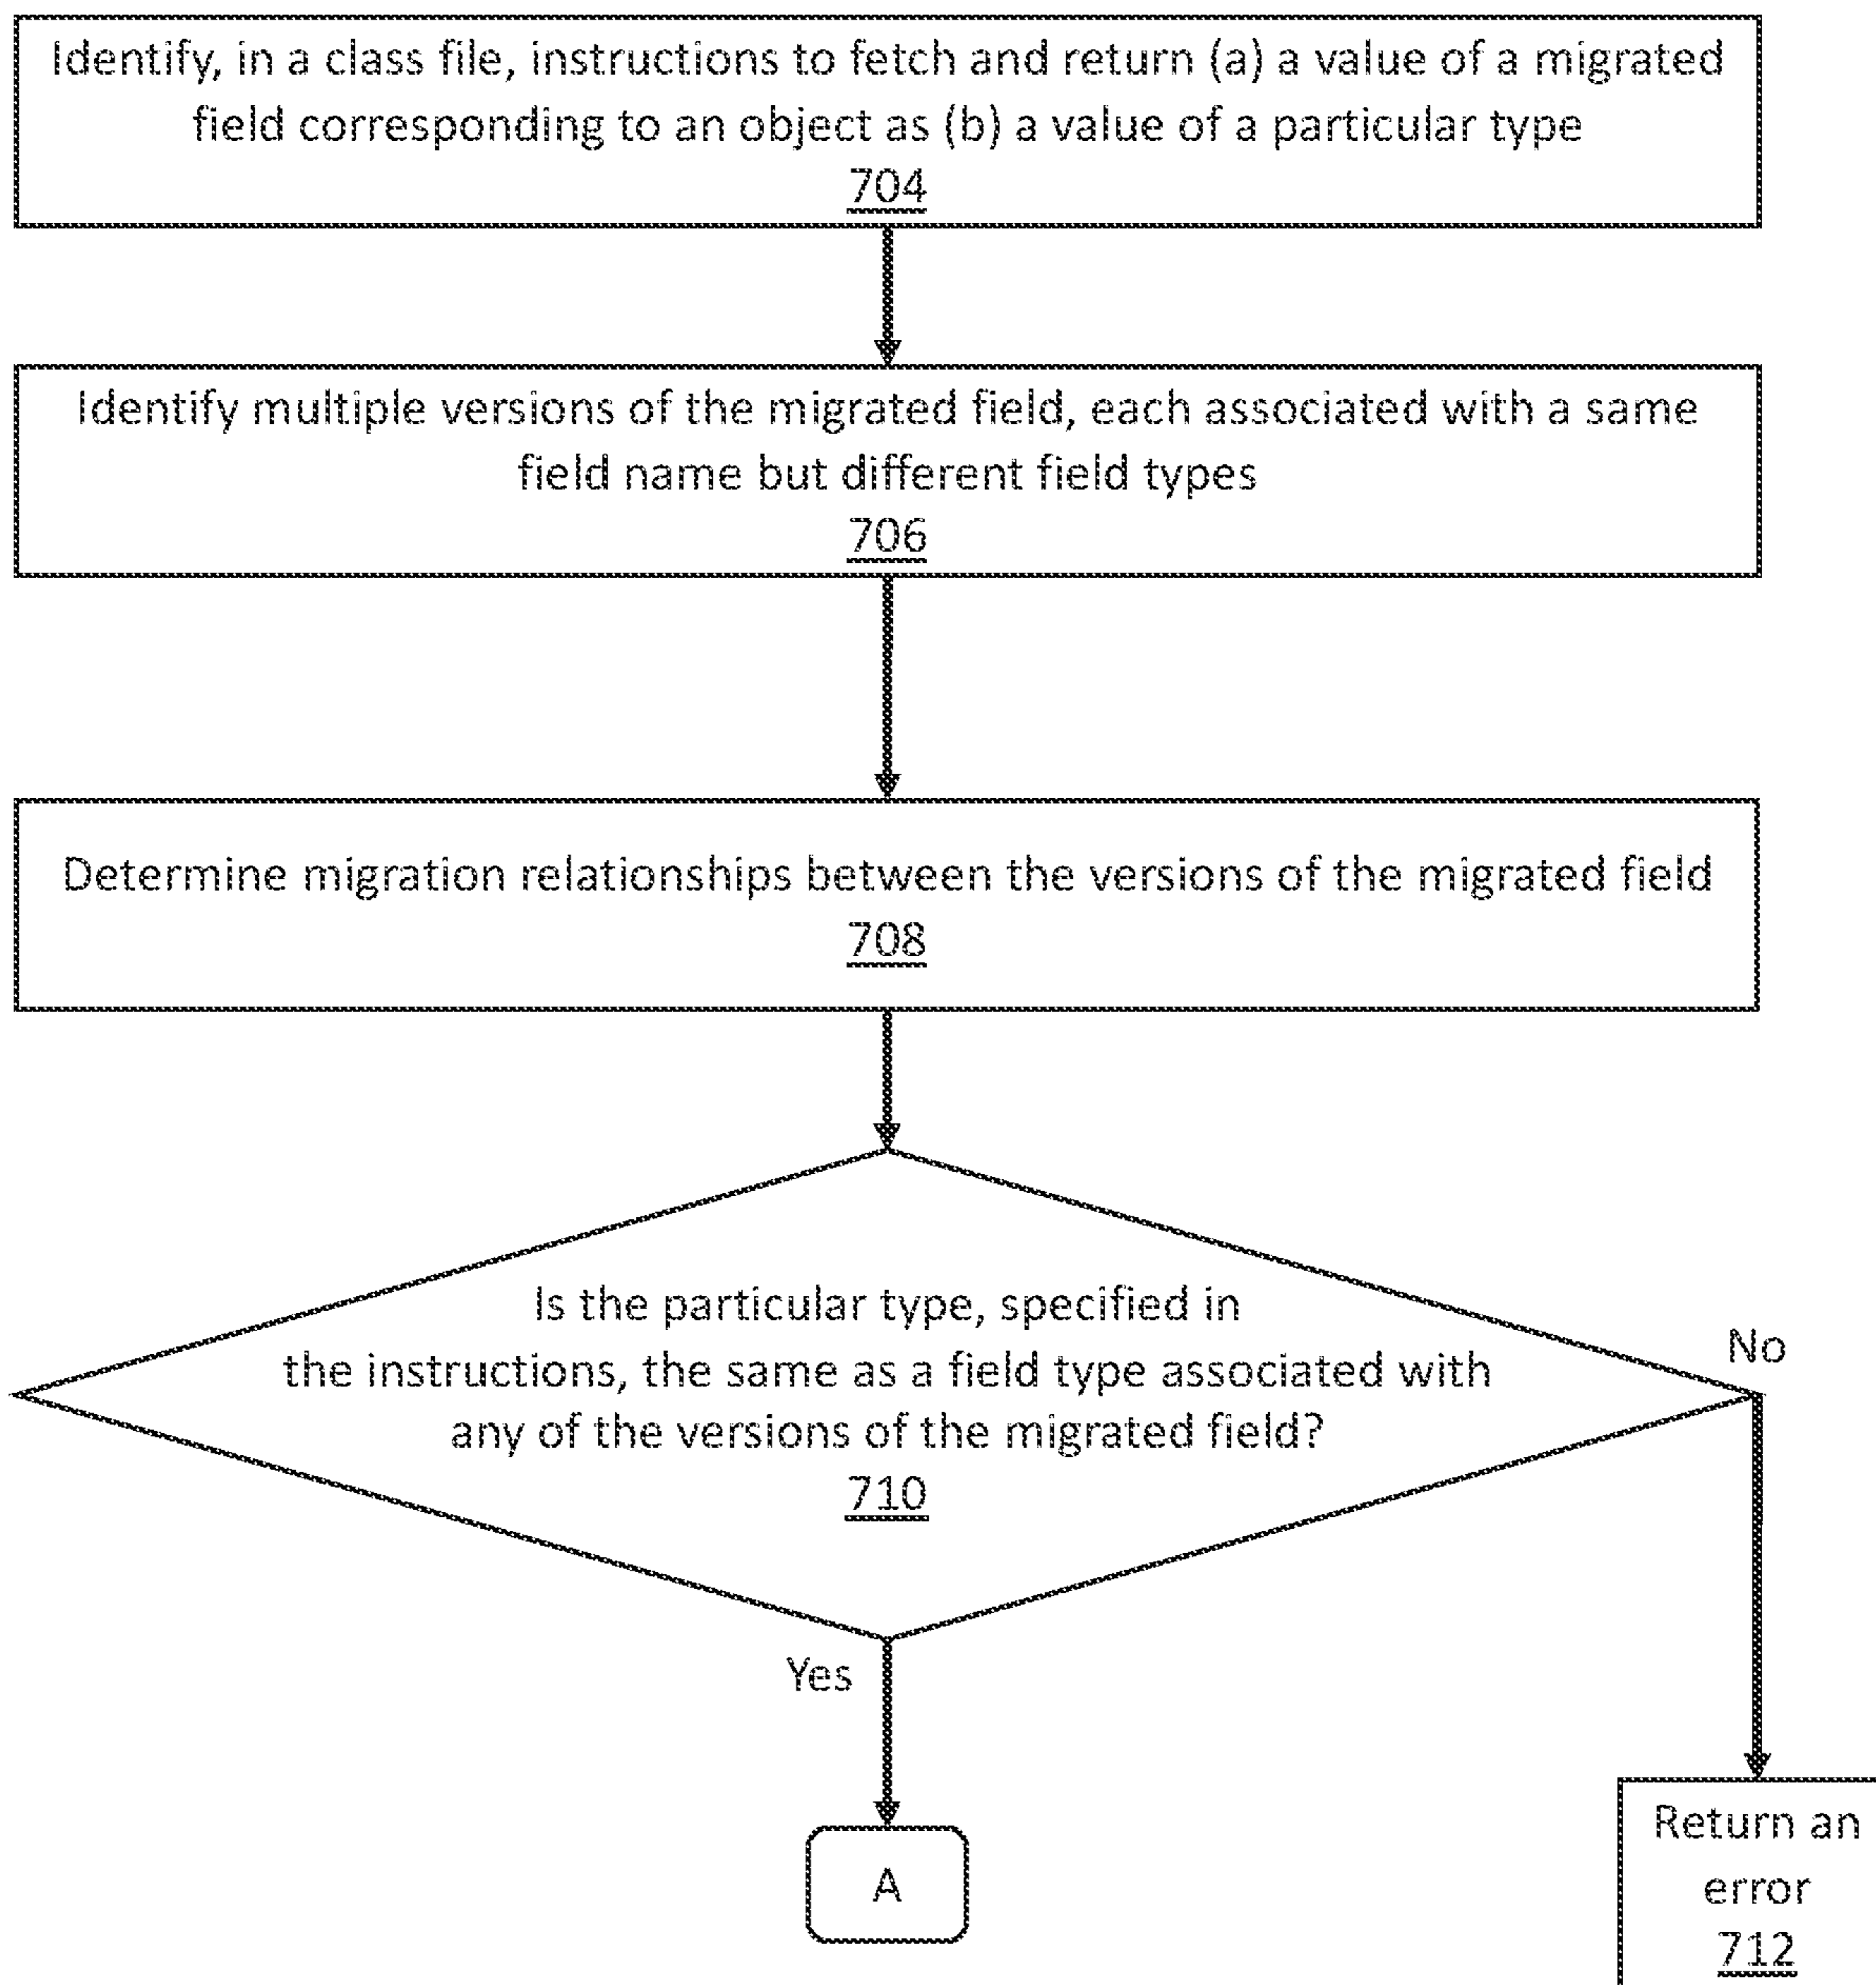 Identify, in a class file, instructions to fetch and return (a) a value of a migrated
field corresponding to an object as (b) a value of a particular type
704
Identify multiple versions of the migrated field, each associated with a same
field name but different field types
706
Determine migration relationships between the versions of the migrated field
708
Is the particular type, specified in
the instructions, the same as a field type associated with
any of the versions of the migrated field?
710
No
Yes
A
Return an
error
712